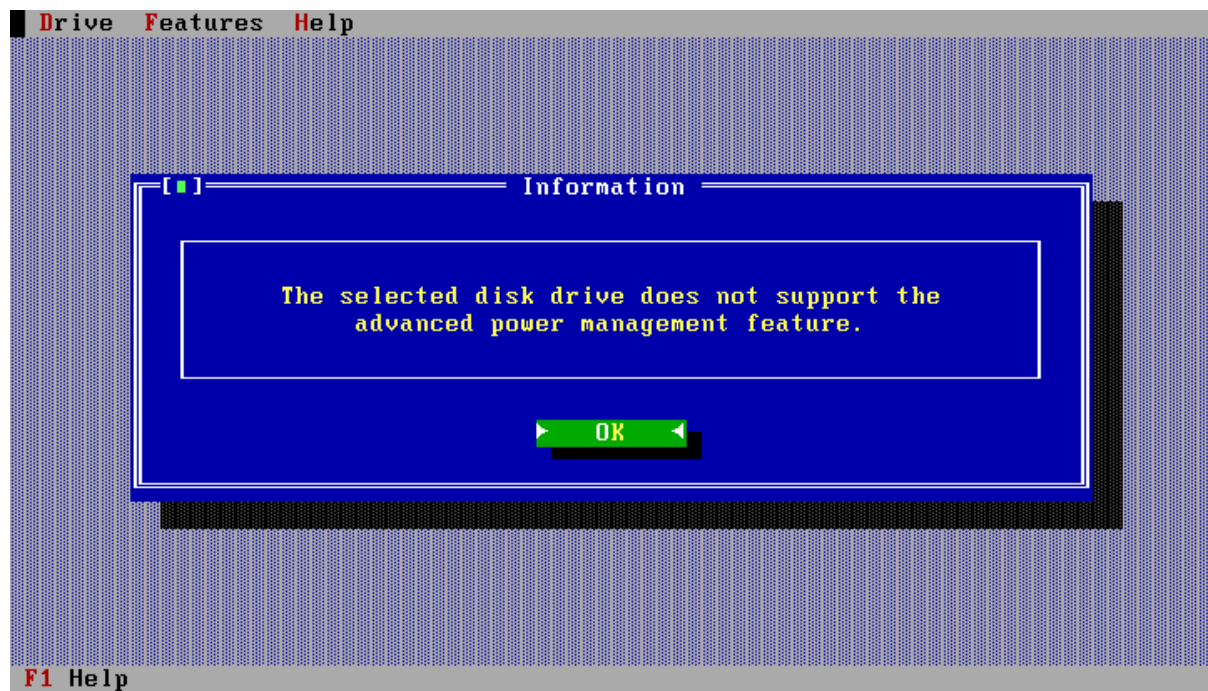 Drive Features Help
Information
The selected disk drive does not support the
advanced power management feature.
OK
F1 Help